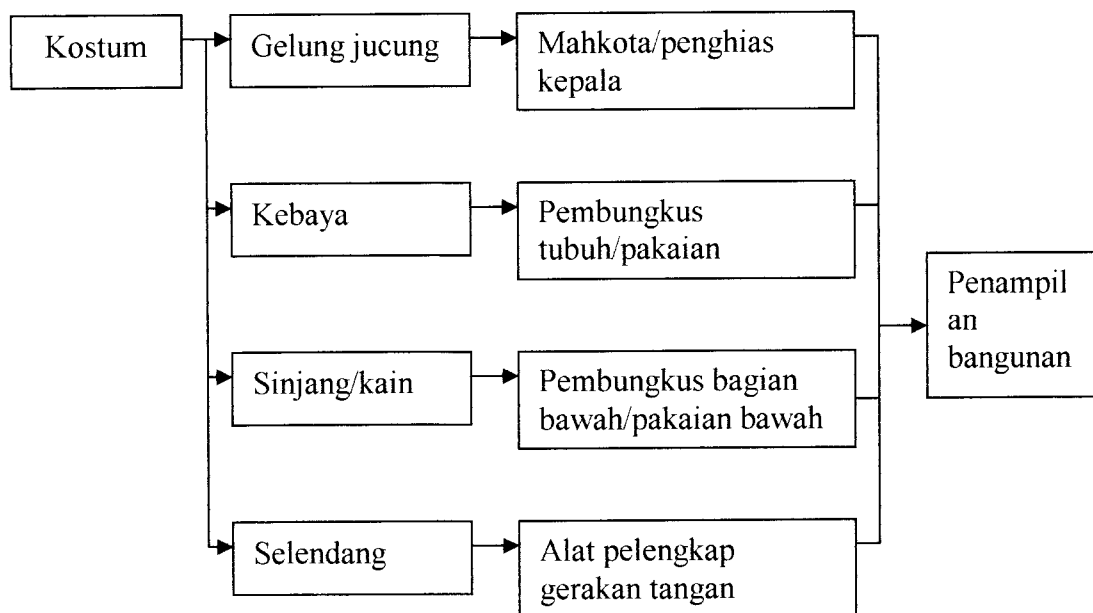 Kostum
Gelung jucung
Mahkota/penghias
kepala
Kebaya
Pembungkus
tubuh/pakaian
Penampil
an
bangunan
Sinjang/kain
Pembungkus bagian
bawah/pakaian bawah
Selendang
Alat pelengkap
gerakan tangan